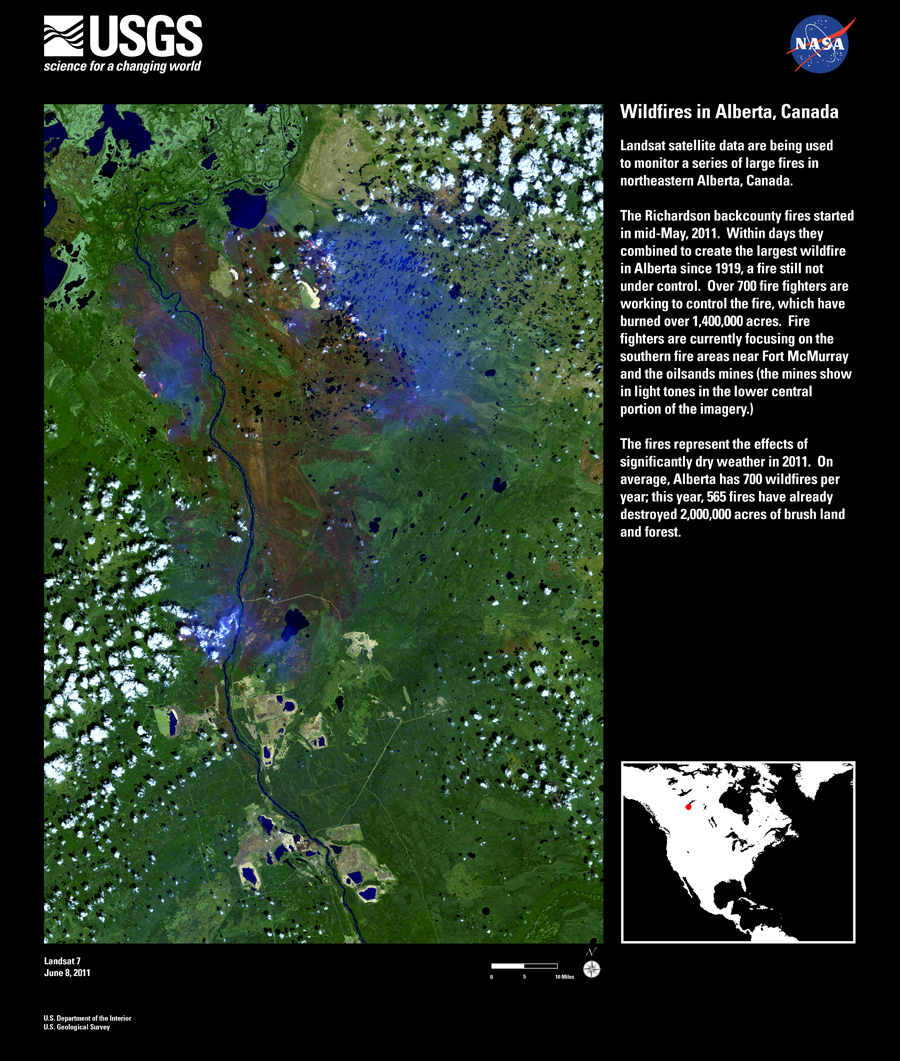 USGS
science for a changing world
NASA
Wildfires in Alberta, Canada
Landsat satellite data are being used
to monitor a series of large fires in
northeastern Alberta, Canada.
The Richardson backcounty fires started
in mid-May, 2011. Within days they
combined to create the largest wildfire
in Alberta since 1919, a fire still not
under control. Over 700 fire fighters are
working to control the fire, which have
burned over 1,400,000 acres. Fire
fighters are currently focusing on the
southern fire areas near Fort McMurray
and the oilsands mines (the mines show
in light tones in the lower central
portion of the imagery.)
The fires represent the effects of
significantly dry weather in 2011. On
average, Alberta has 700 wildfires per
year; this year, 565 fires have already
destroyed 2,000,000 acres of brush land
and forest.
Landsat 7
June 8, 2011
N
0 5 10 Miles
U.S. Department of the Interior
U.S. Geological Survey